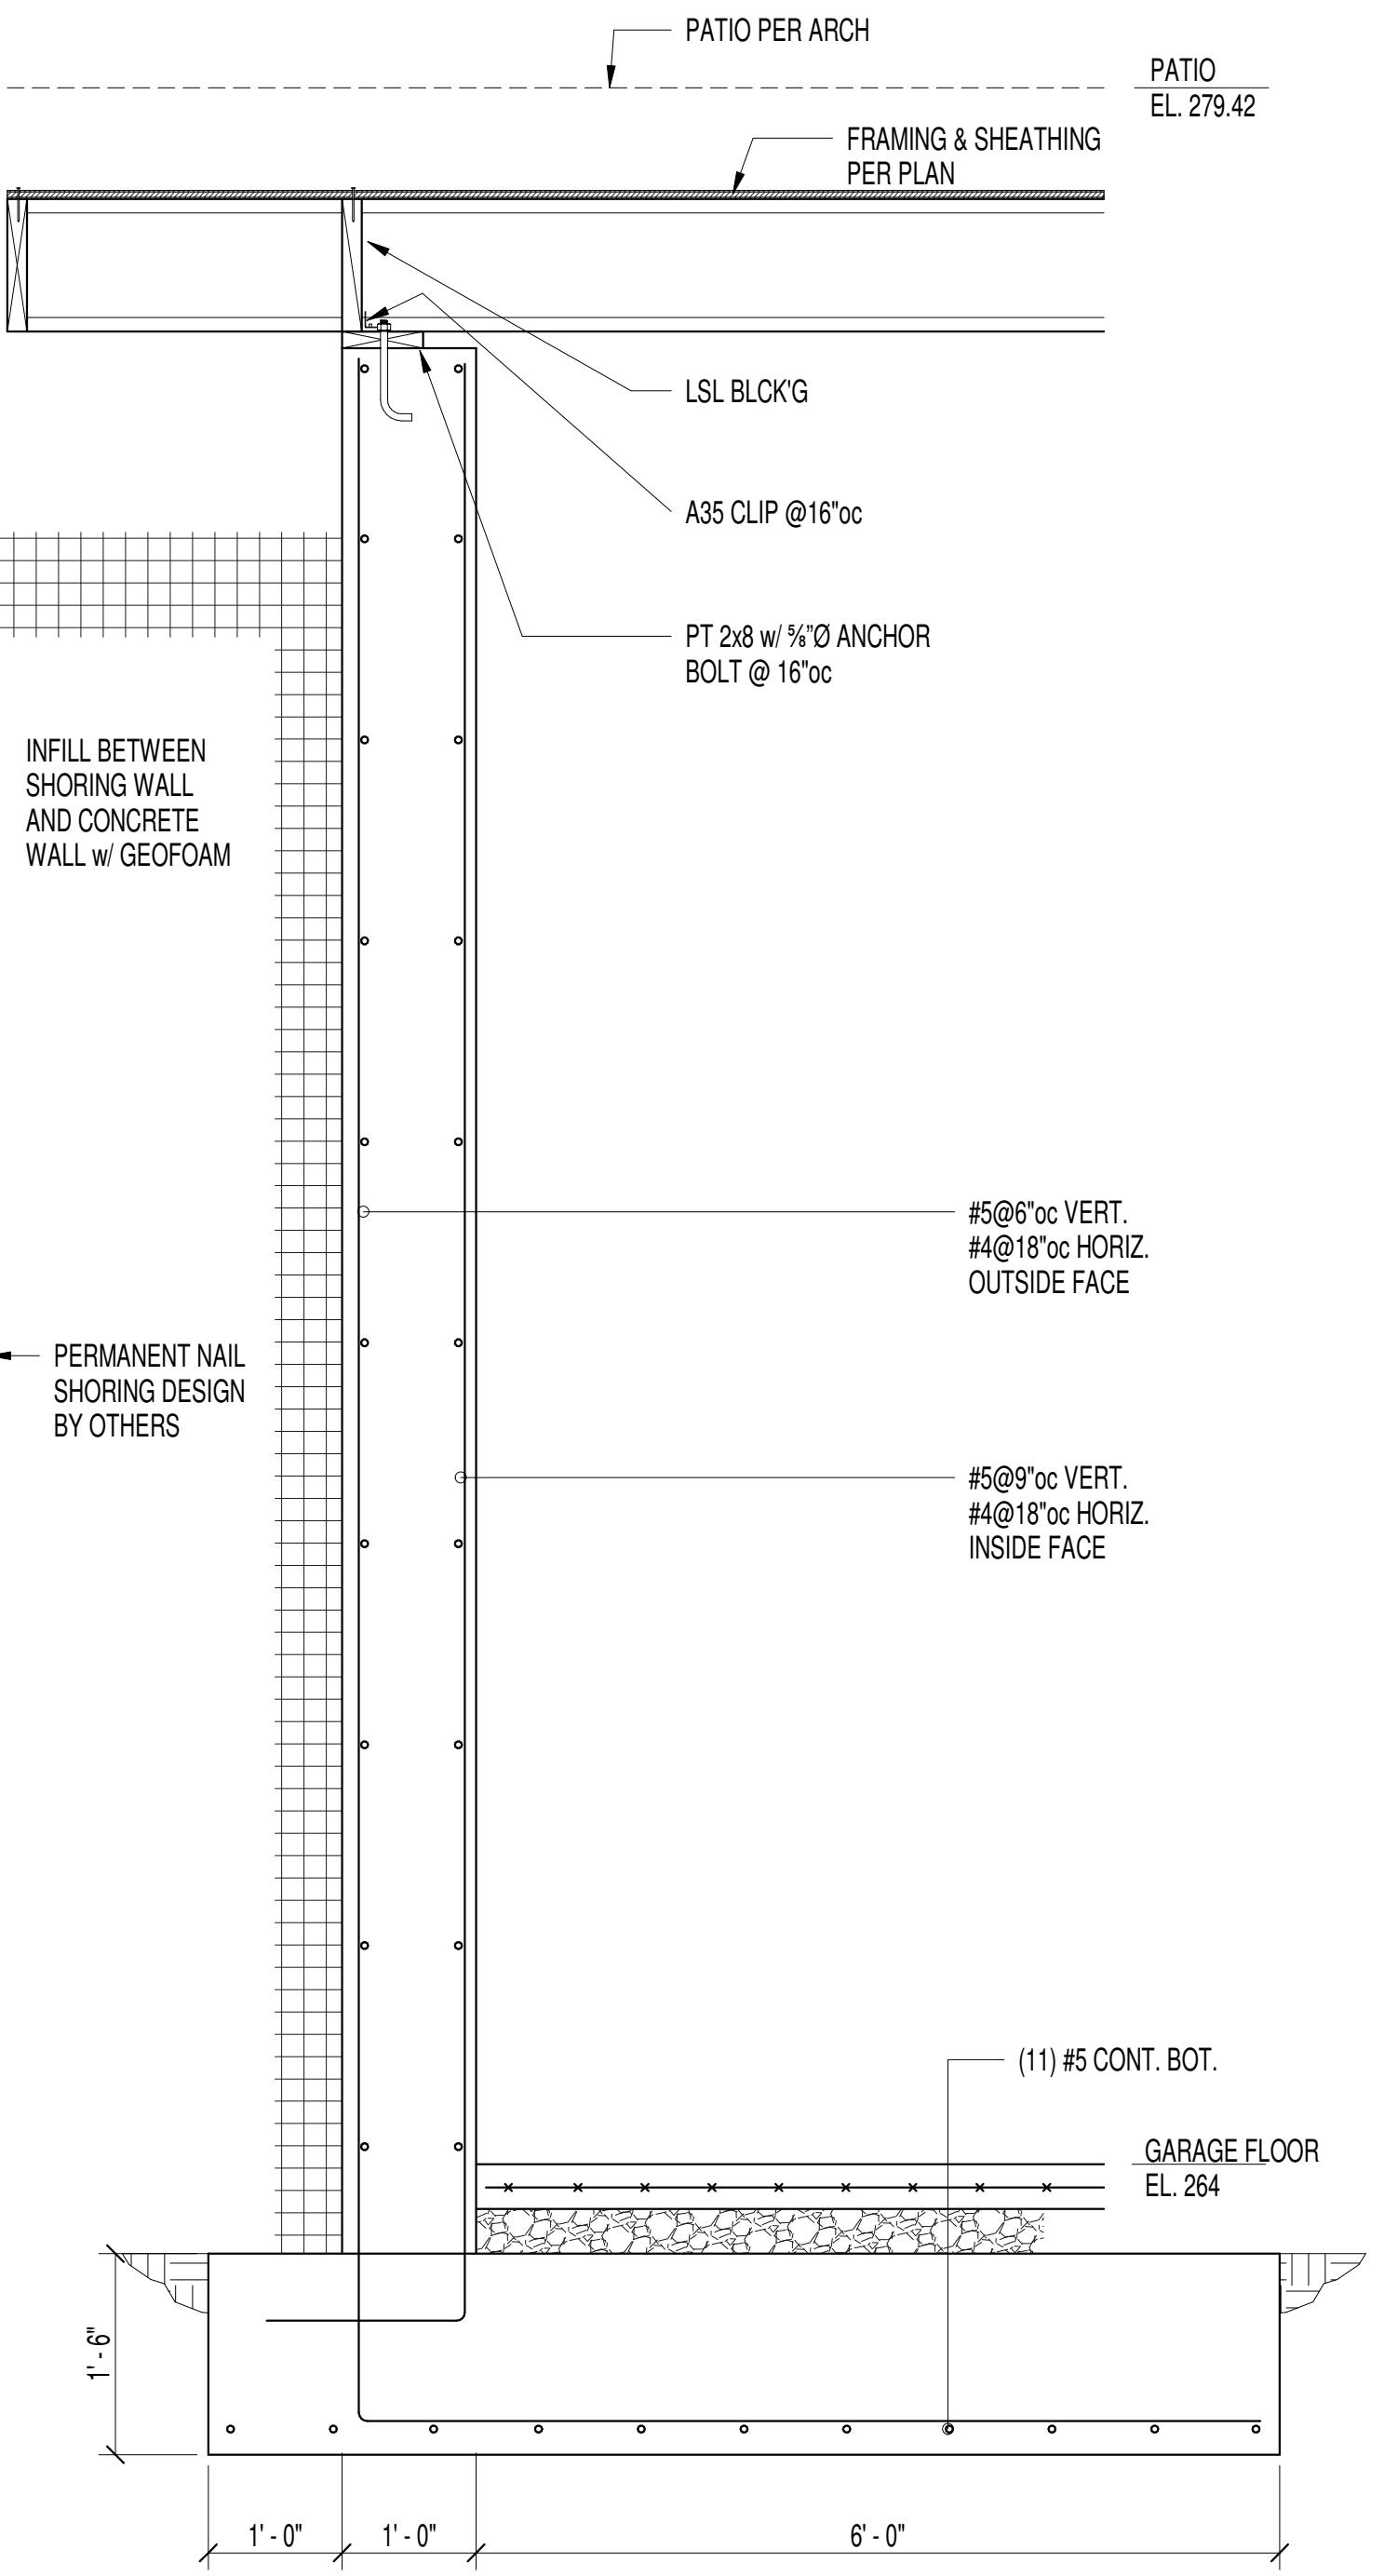 PATIO PER ARCH
PATIO
EL. 279.42
FRAMING & SHEATHING
PER PLAN
LSL BLCK'G
A35 CLIP @16"oc
PT 2x8 w/ ⅝"Ø ANCHOR
BOLT @ 16"oc
INFILL BETWEEN
SHORING WALL
AND CONCRETE
WALL w/ GEOFOAM
#5@6"oc VERT.
#4@18"oc HORIZ.
OUTSIDE FACE
PERMANENT NAIL
SHORING DESIGN
BY OTHERS
#5@9"oc VERT.
#4@18"oc HORIZ.
INSIDE FACE
(11) #5 CONT. BOT.
GARAGE FLOOR
EL. 264
1' - 6"
1' - 0"
1' - 0"
6' - 0"